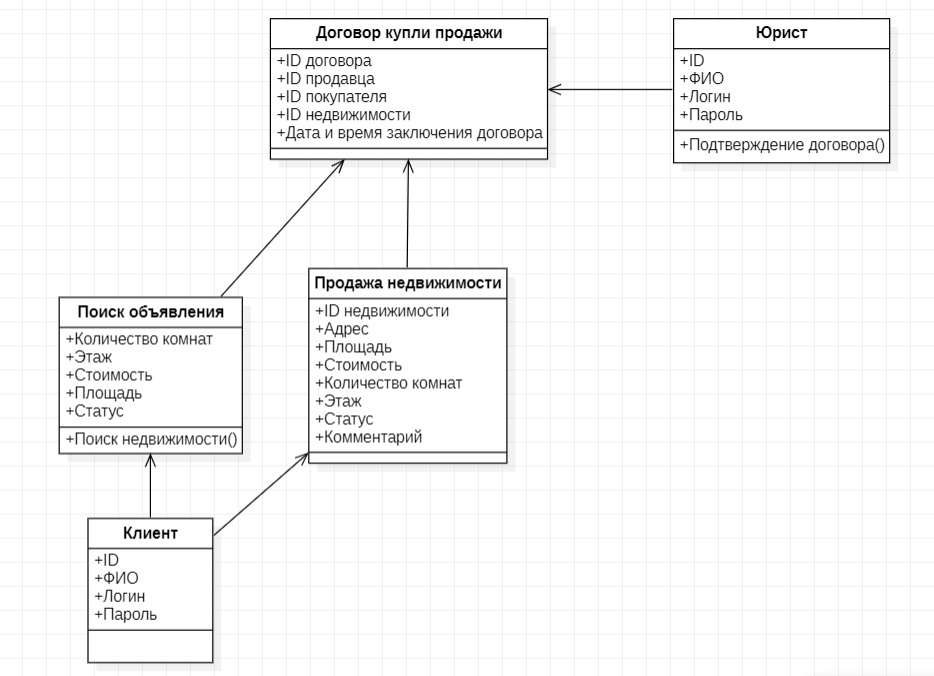 Договор купли продажи
+ID договора
+ID продавца
+ID покупателя
+ID недвижимости
+Дата и время заключения договора
Юрист
+ID
+ФИО
+Логин
+Пароль
+Подтверждение договора()
Поиск объявления
+Количество комнат
+Этаж
+Стоимость
+Площадь
+Статус
+Поиск недвижимости()
Продажа недвижимости
+ID недвижимости
+Адрес
+Площадь
+Стоимость
+Количество комнат
+Этаж
+Статус
+Комментарий
Клиент
+ID
+ФИО
+Логин
+Пароль